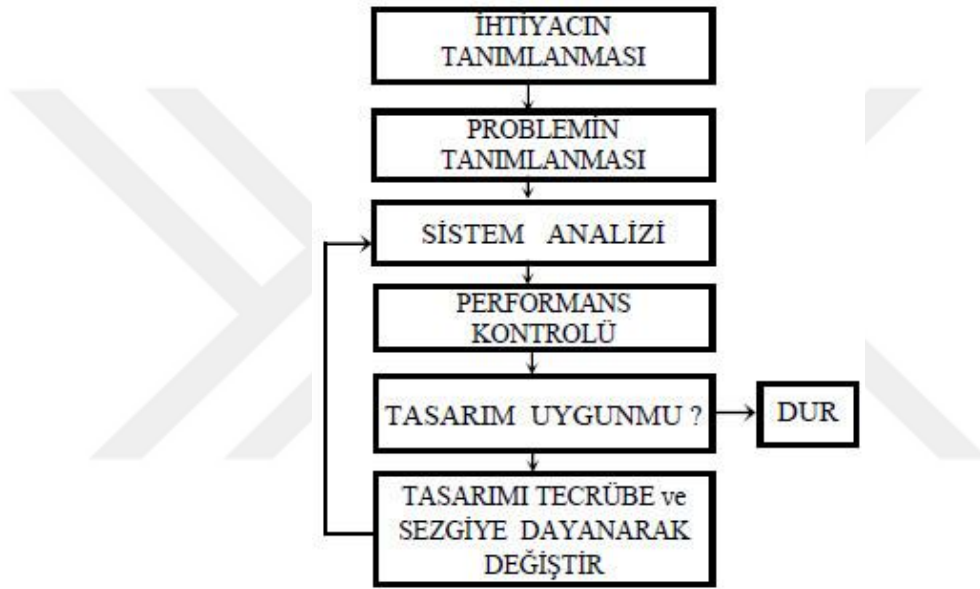 İHTİYACIN
TANIMLANMASI
PROBLEMİN
TANIMLANMASI
SİSTEM ANALİZİ
PERFORMANS
KONTROLÜ
TASARIM UYGUNMU ?
DUR
TASARIMI TECRÜBE ve
SEZGİYE DAYANARAK
DEĞİŞTİR